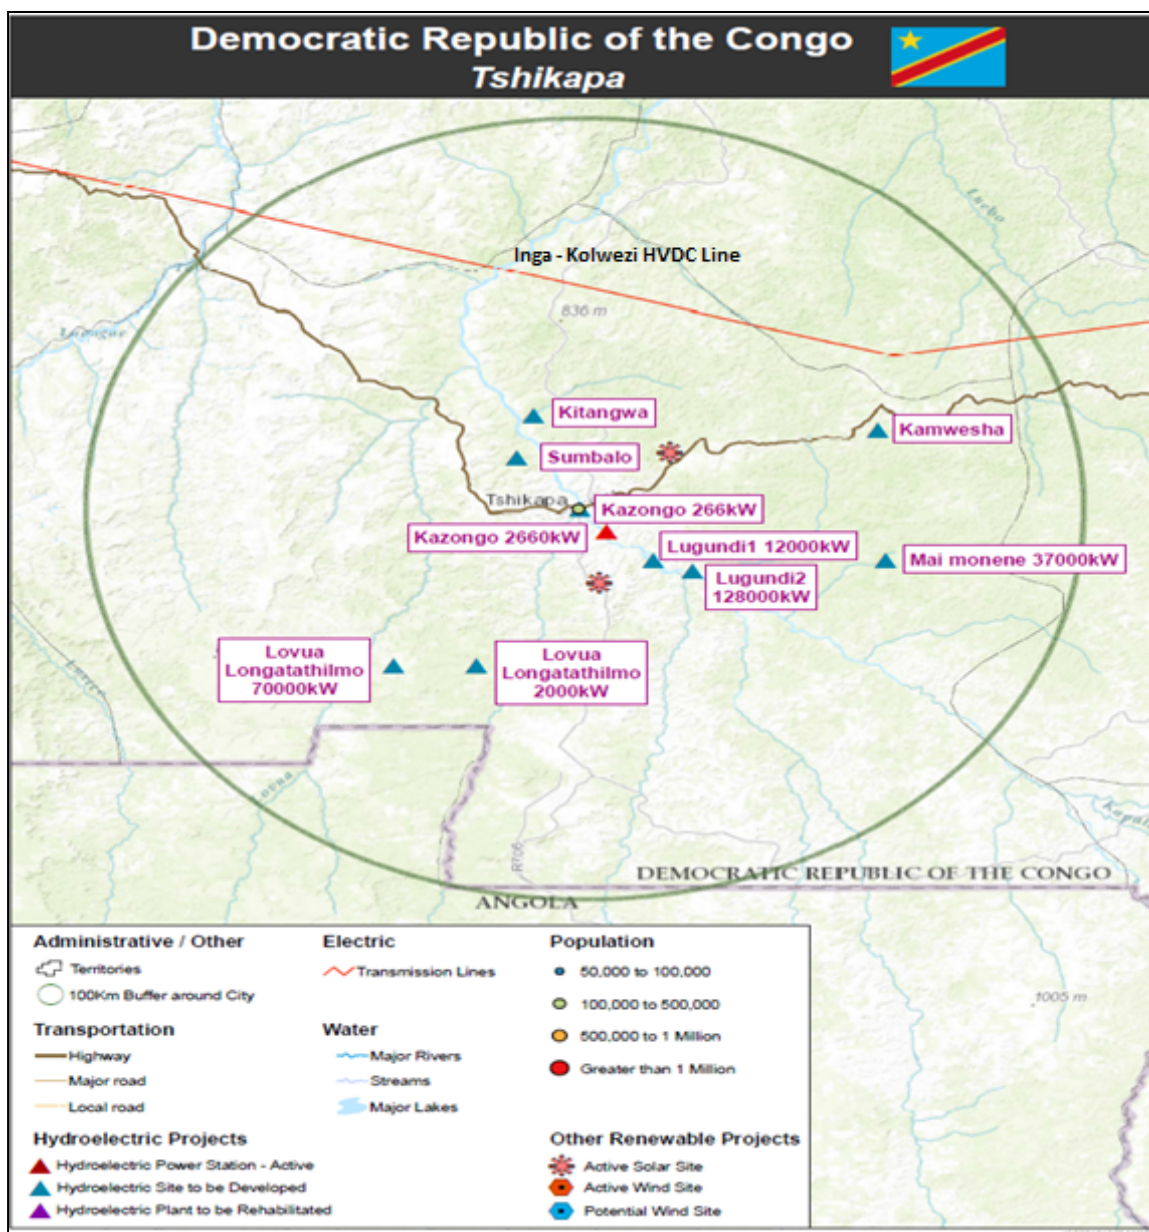 Democratic Republic of the Congo
Tshikapa
Luebo
Inga - Kolwezi HVDC Line
836 m
Kitangwa
Kamwesha
Sumbalo
Tshikapa
Kazongo 266kW
Kazongo 2660kW
Lugundi1 12000kW
Mai monene 37000kW
Lugundi2
128000kW
Lovua
Longatathilmo
70000kW
Lovua
Longatathilmo
2000kW
Lovua
R706
DEMOCRATIC REPUBLIC OF THE CONGO
ANGOLA
1005 m
Administrative / Other
Territories
100Km Buffer around City
Transportation
Highway
Major road
Local road
Electric
Transmission Lines
Water
Major Rivers
Streams
Major Lakes
Population
50,000 to 100,000
100,000 to 500,000
500,000 to 1 Million
Greater than 1 Million
Hydroelectric Projects
Hydroelectric Power Station - Active
Hydroelectric Site to be Developed
Hydroelectric Plant to be Rehabilitated
Other Renewable Projects
Active Solar Site
Active Wind Site
Potential Wind Site